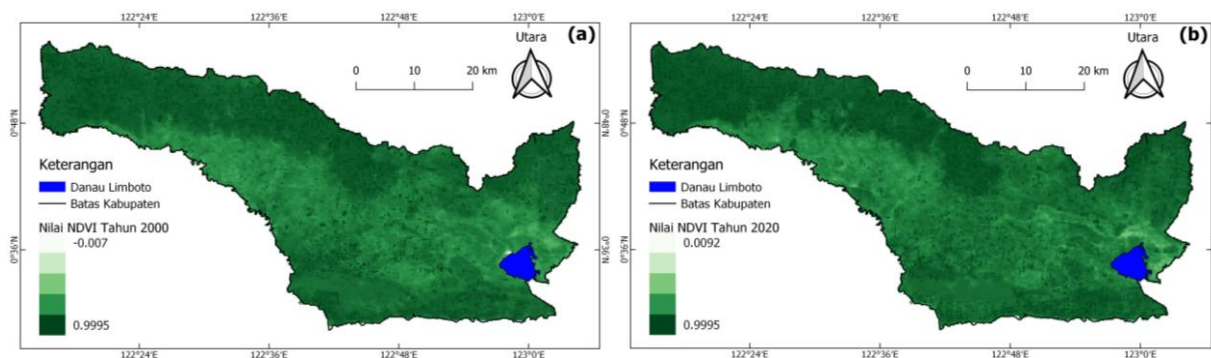 122°24'E 122°36'E 122°48'E 123°0'E
(a)
Utara
0 10 20 km
0°48'N 0°48'N
Keterangan
Danau Limboto
Batas Kabupaten
Nilai NDVI Tahun 2000
-0.007
0°36'N 0°36'N
0.9995
122°24'E 122°36'E 122°48'E 123°0'E
122°24'E 122°36'E 122°48'E 123°0'E
(b)
Utara
0 10 20 km
0°48'N 0°48'N
Keterangan
Danau Limboto
Batas Kabupaten
Nilai NDVI Tahun 2020
0.0092
0°36'N 0°36'N
0.9995
122°24'E 122°36'E 122°48'E 123°0'E